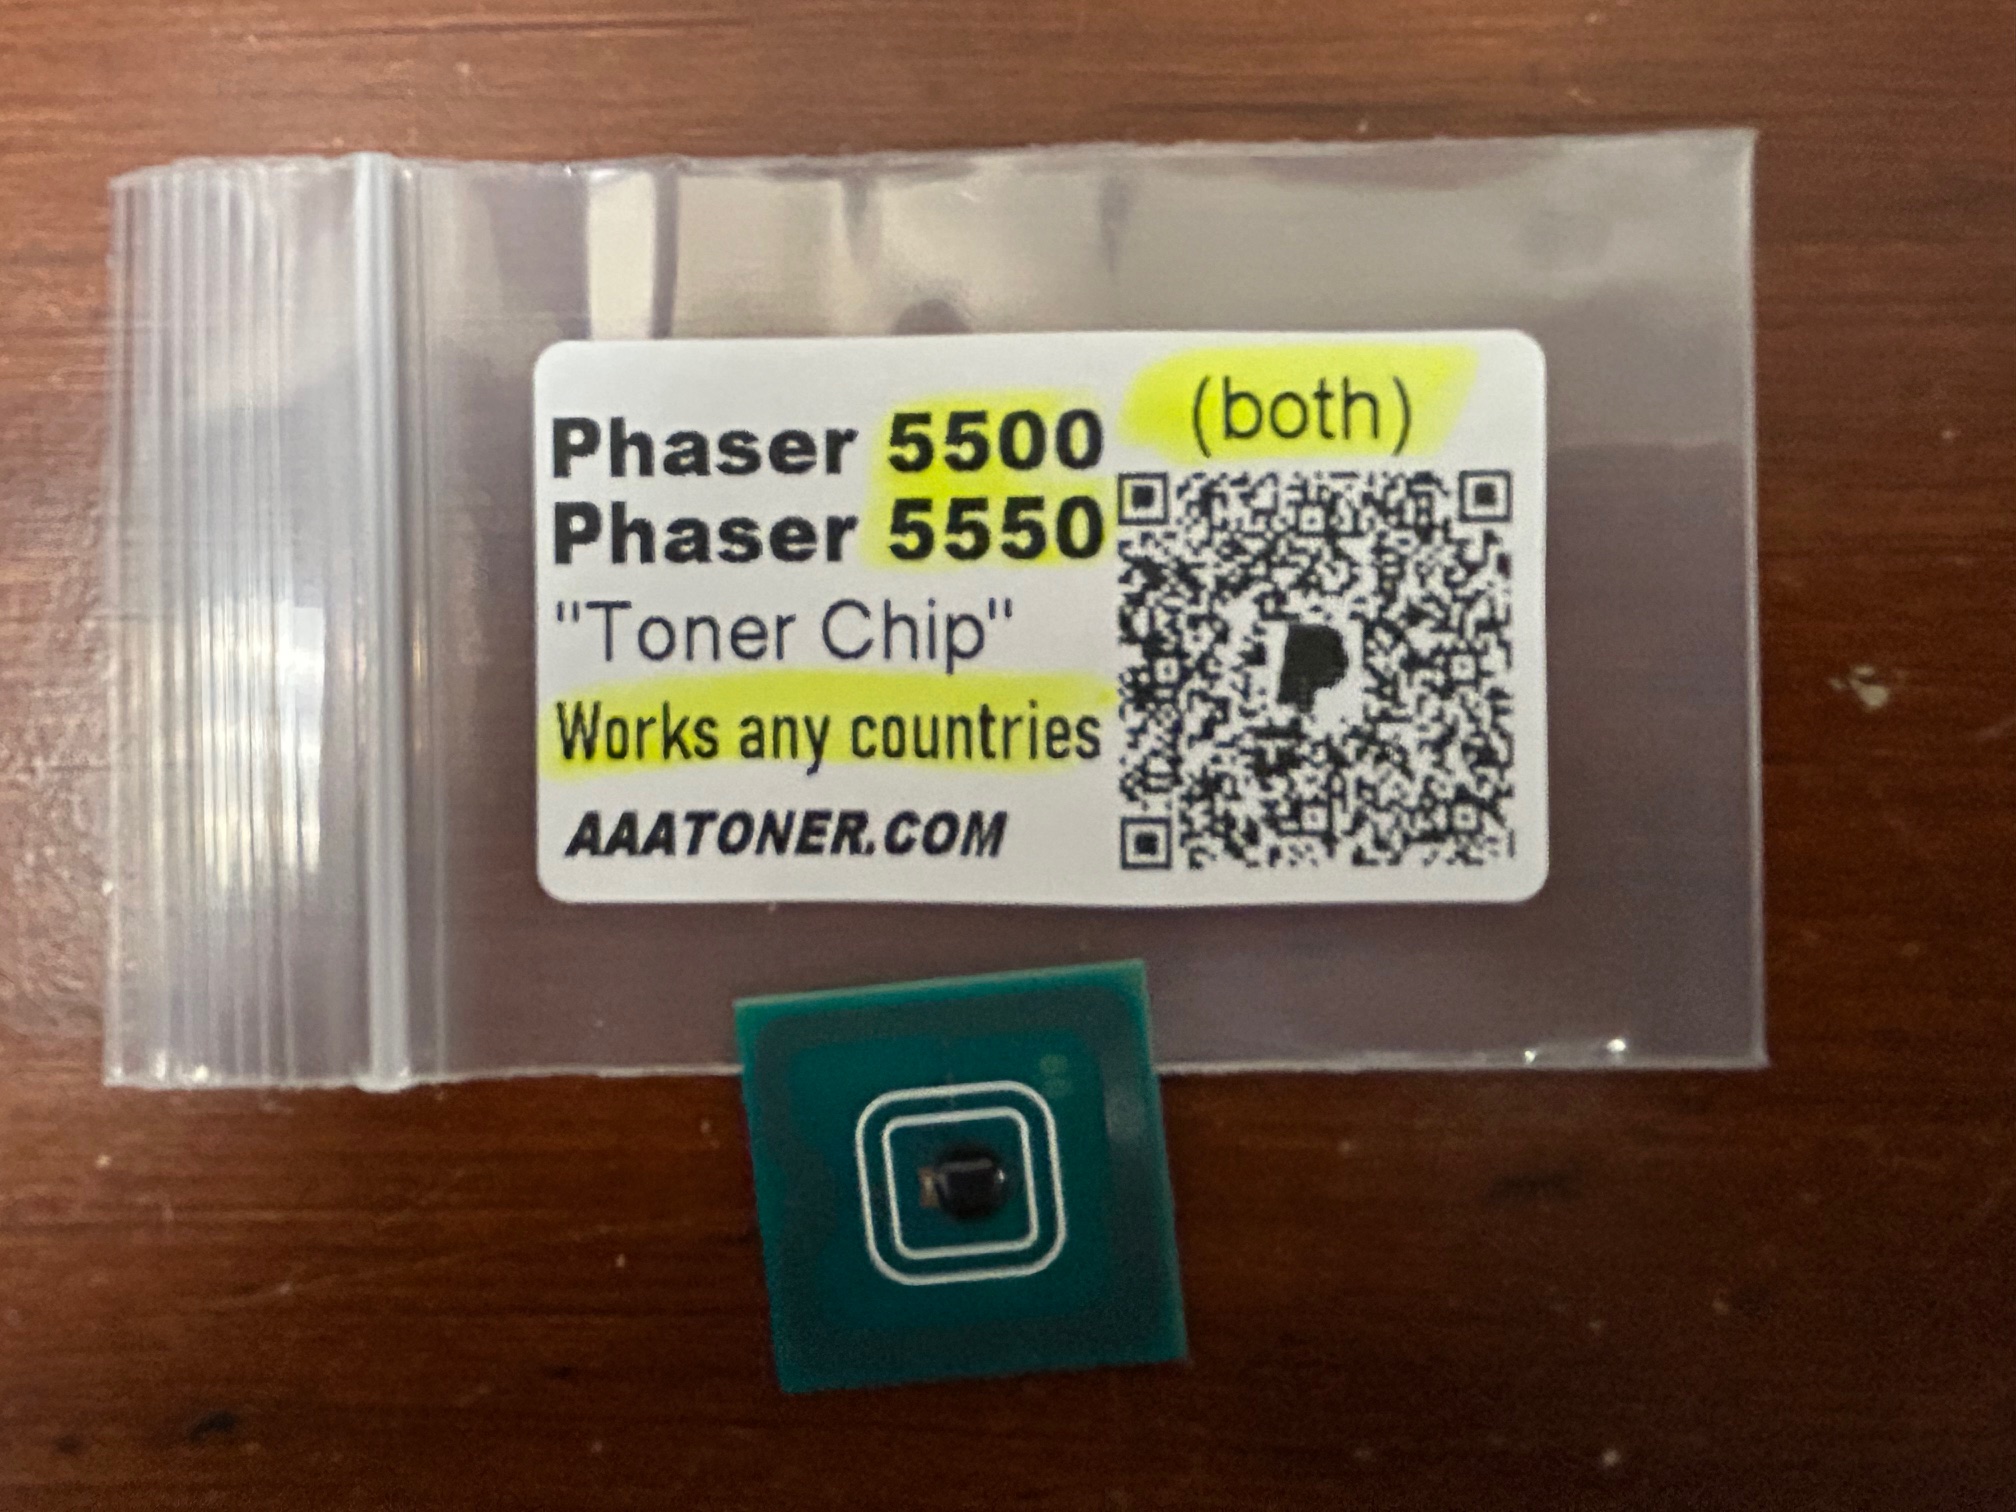 Phaser 5500 (both)
Phaser 5550
"Toner Chip"
Works any countries
AAATONER.COM